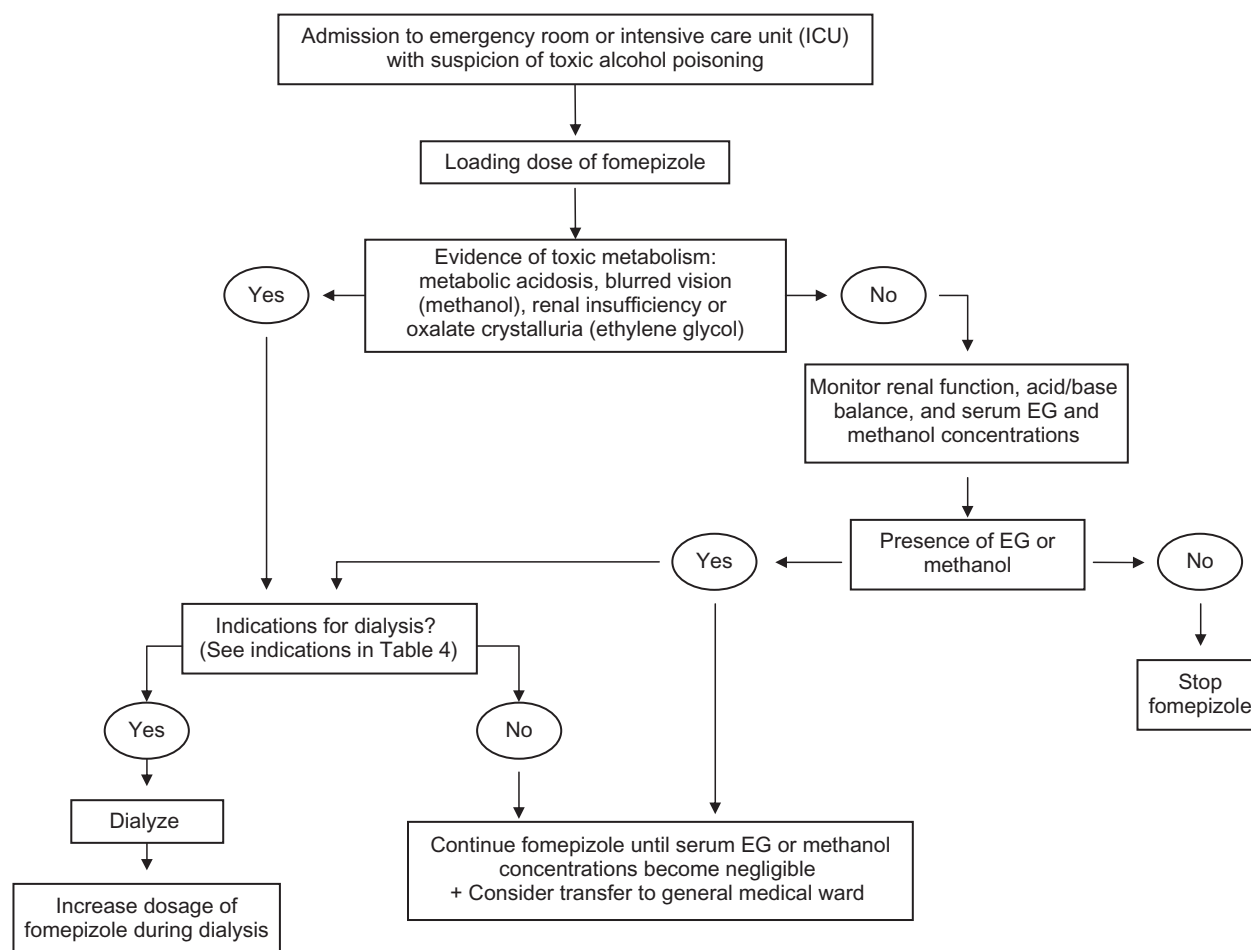 Admission to emergency room or intensive care unit (ICU)
with suspicion of toxic alcohol poisoning
Loading dose of fomepizole
Evidence of toxic metabolism:
metabolic acidosis, blurred vision
(methanol), renal insufficiency or
oxalate crystalluria (ethylene glycol)
Yes
No
Monitor renal function, acid/base
balance, and serum EG and
methanol concentrations
Presence of EG or
methanol
Yes
No
Indications for dialysis?
(See indications in Table 4)
Stop
fomepizole
Yes
No
Dialyze
Continue fomepizole until serum EG or methanol
concentrations become negligible
+ Consider transfer to general medical ward
Increase dosage of
fomepizole during dialysis